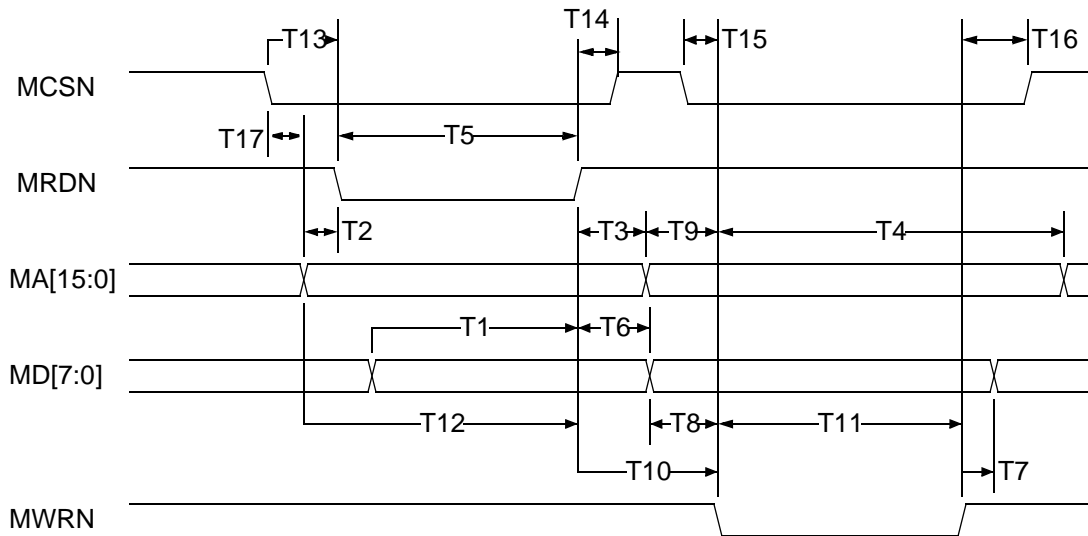 T14
T13
T15
T16
MCSN
T17
T5
MRDN
T2
T3
T9
T4
MA[15:0]
T1
T6
MD[7:0]
T12
T8
T11
T10
T7
MWRN